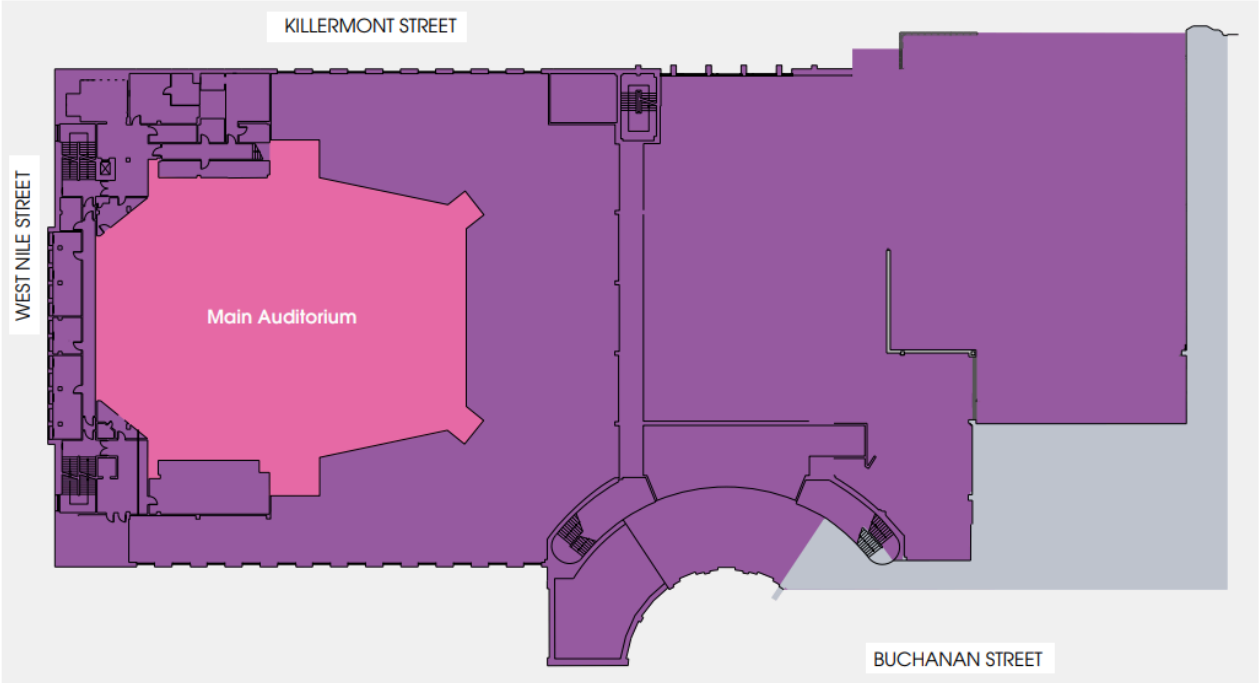 KILLERMONT STREET
WEST NILE STREET
Main Auditorium
BUCHANAN STREET